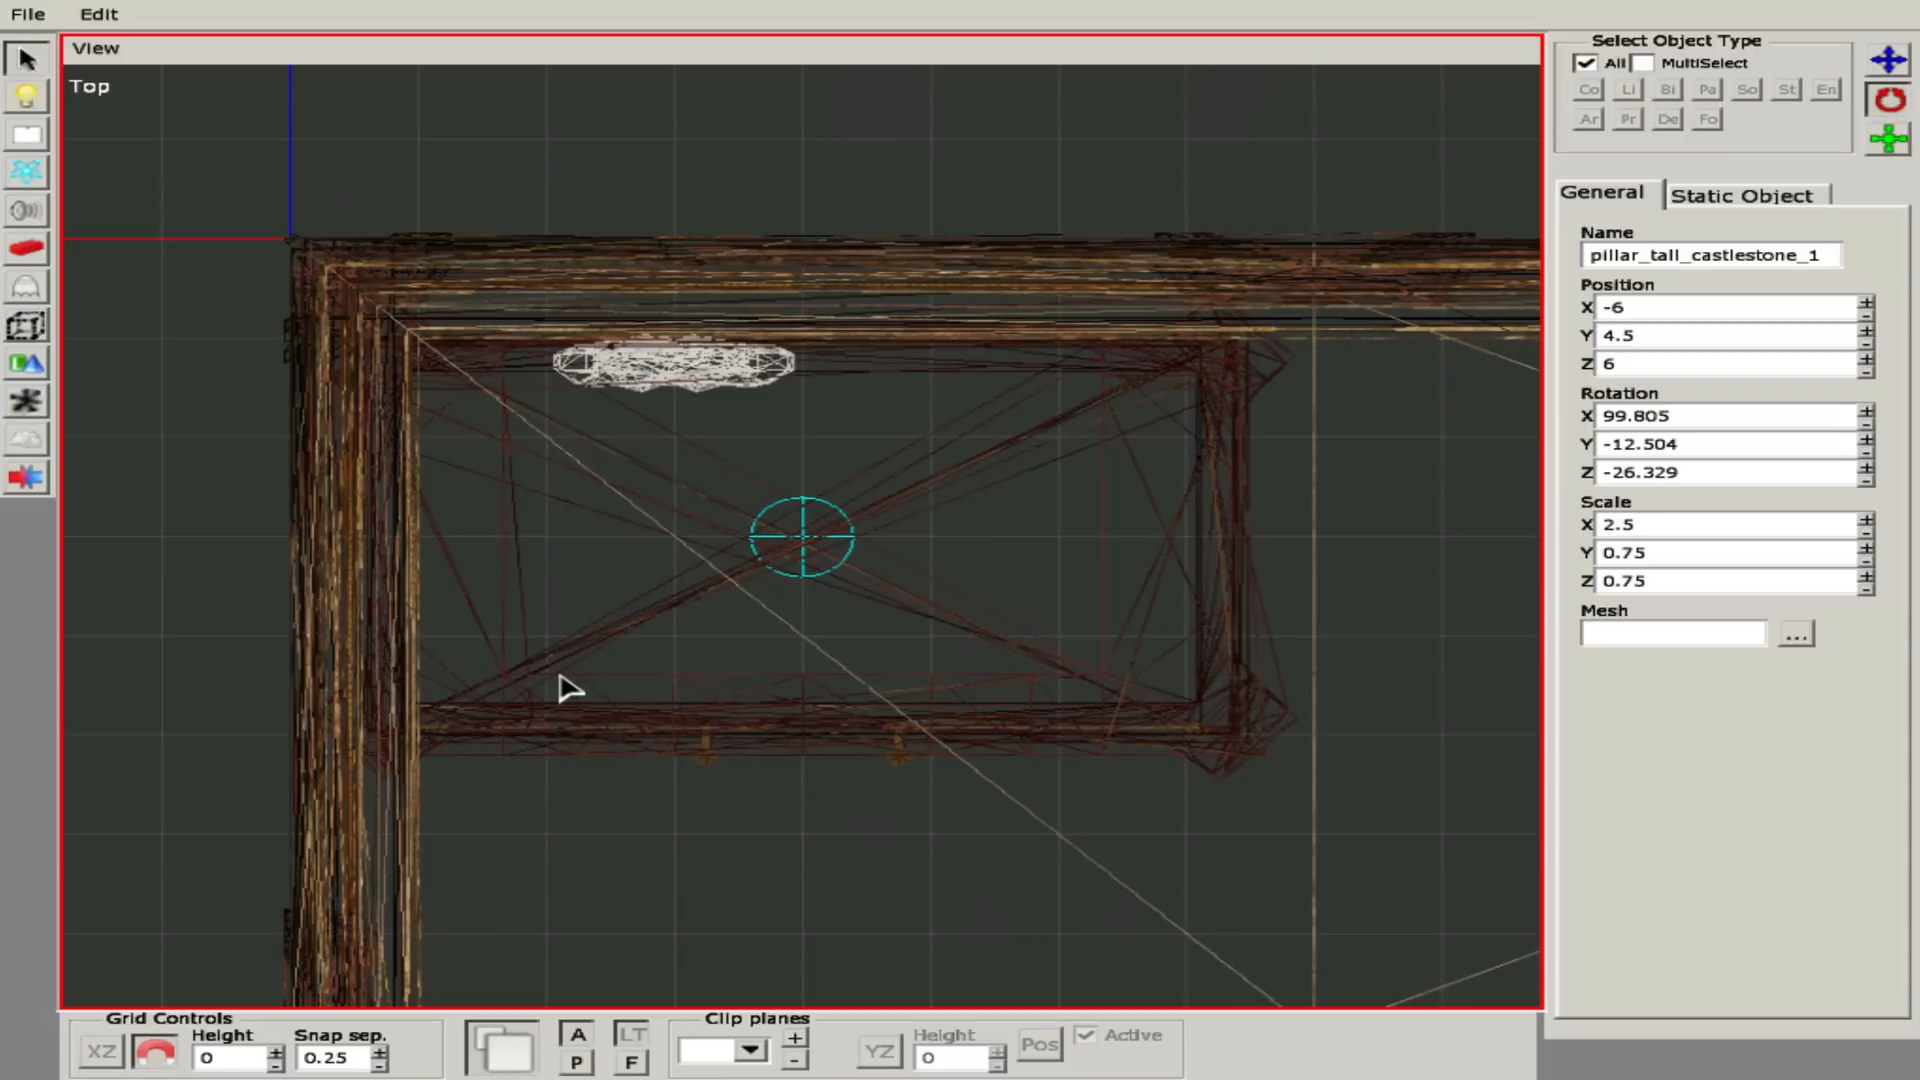 File Edit
View
Top
Select Object Type
All MultiSelect
Co Li Bi Pa So St En
Ar Pr De Fo
General Static Object
Name
pillar_tall_castlestone_1
Position
X -6
Y 4.5
Z 6
Rotation
X 99.805
Y -12.504
Z -26.329
Scale
X 2.5
Y 0.75
Z 0.75
Mesh
...
Grid Controls
XZ
Height
0
Snap sep.
0.25
A LT
P F
Clip planes
+
-
YZ
Height
0
Pos
Active